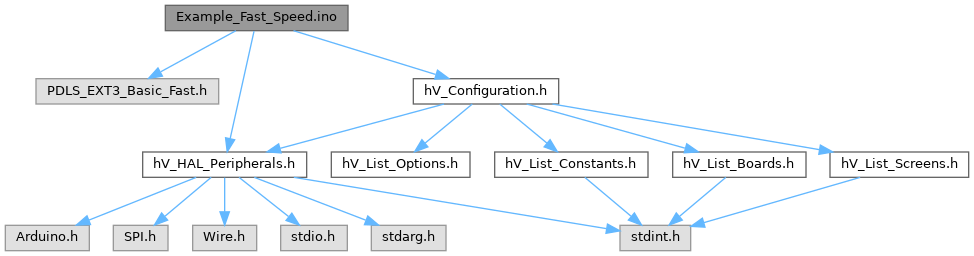 Example_Fast_Speed.ino
PDLS_EXT3_Basic_Fast.h
hV_Configuration.h
hV_HAL_Peripherals.h
hV_List_Options.h
hV_List_Constants.h
hV_List_Boards.h
hV_List_Screens.h
Arduino.h
SPI.h
Wire.h
stdio.h
stdarg.h
stdint.h